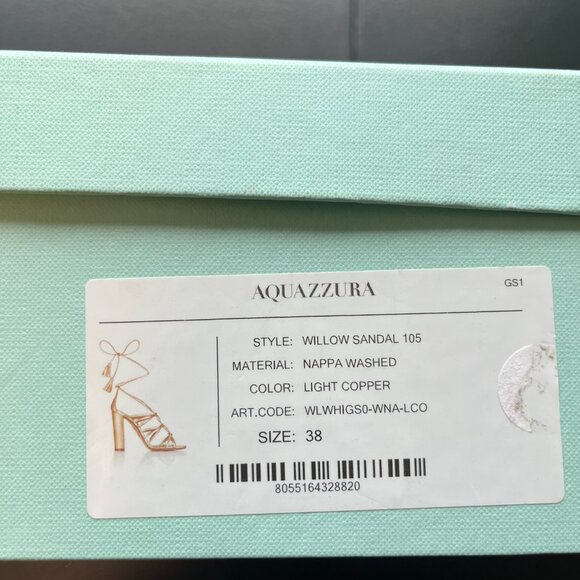 AQUAZZURA
GS1
STYLE: WILLOW SANDAL 105
MATERIAL: NAPPA WASHED
COLOR: LIGHT COPPER
ART.CODE: WLWHIGS0-WNA-LCO
SIZE: 38
8055164328820